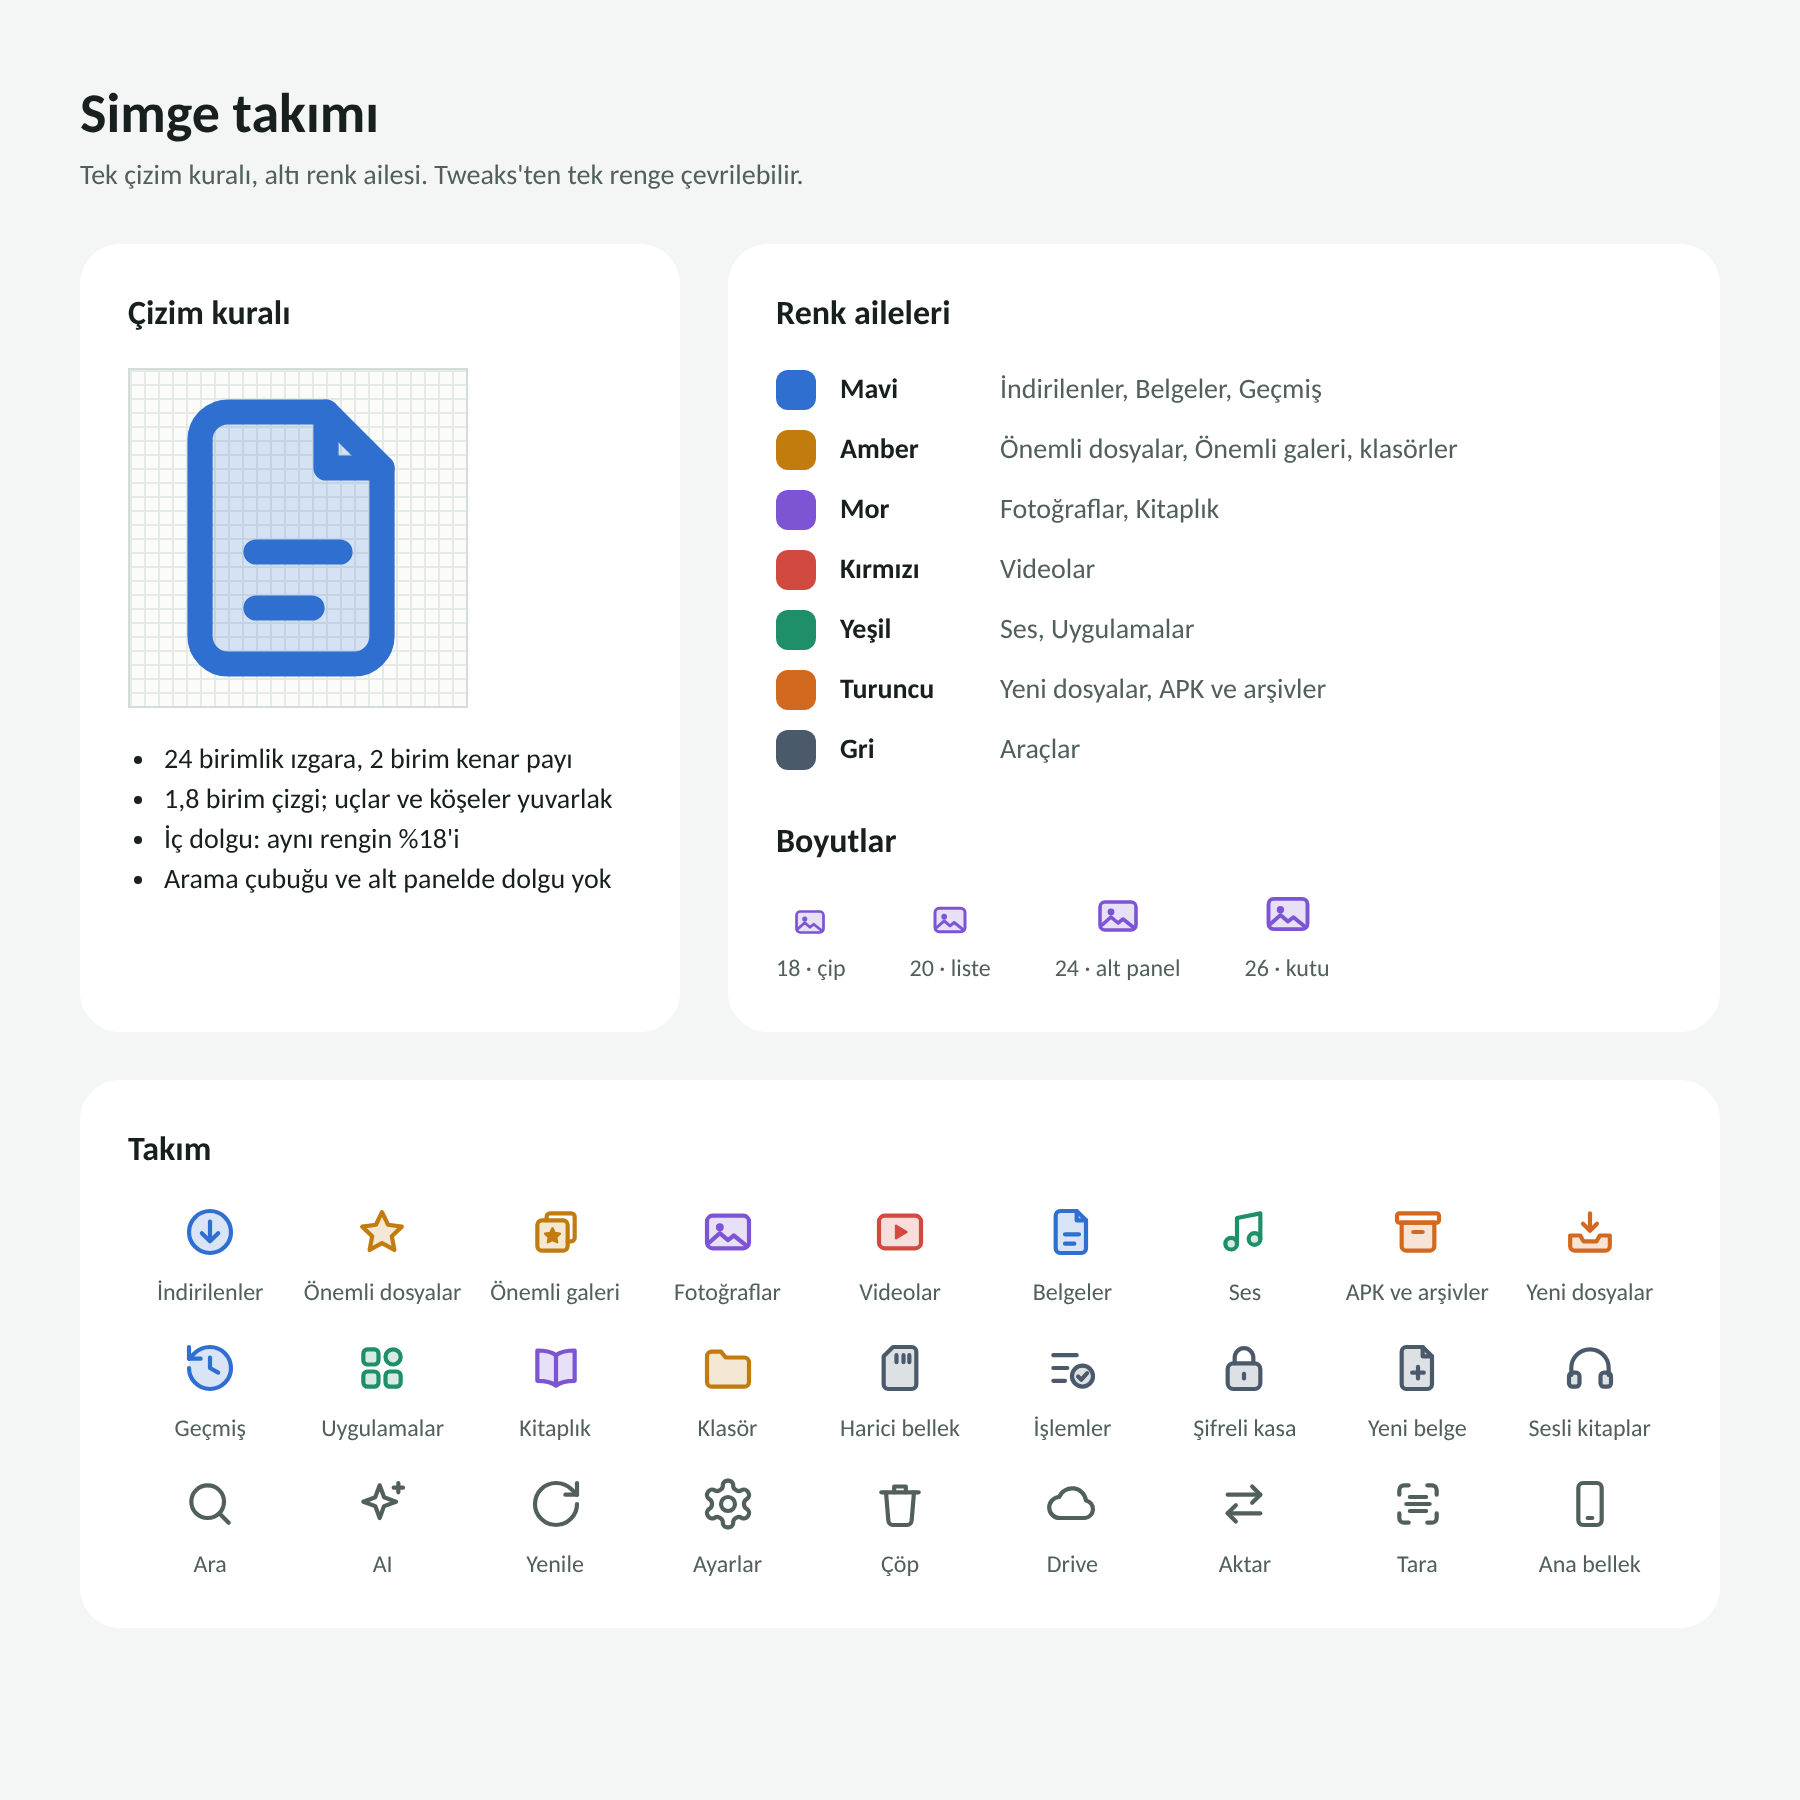 Simge takımı
Tek çizim kuralı, altı renk ailesi. Tweaks'ten tek renge çevrilebilir.
Çizim kuralı
• 24 birimlik ızgara, 2 birim kenar payı
• 1,8 birim çizgi; uçlar ve köşeler yuvarlak
• İç dolgu: aynı rengin %18'i
• Arama çubuğu ve alt panelde dolgu yok
Renk aileleri
Mavi İndirilenler, Belgeler, Geçmiş
Amber Önemli dosyalar, Önemli galeri, klasörler
Mor Fotoğraflar, Kitaplık
Kırmızı Videolar
Yeşil Ses, Uygulamalar
Turuncu Yeni dosyalar, APK ve arşivler
Gri Araçlar
Boyutlar
18 · çip 20 · liste 24 · alt panel 26 · kutu
Takım
İndirilenler Önemli dosyalar Önemli galeri Fotoğraflar Videolar Belgeler Ses APK ve arşivler Yeni dosyalar
Geçmiş Uygulamalar Kitaplık Klasör Harici bellek İşlemler Şifreli kasa Yeni belge Sesli kitaplar
Ara AI Yenile Ayarlar Çöp Drive Aktar Tara Ana bellek